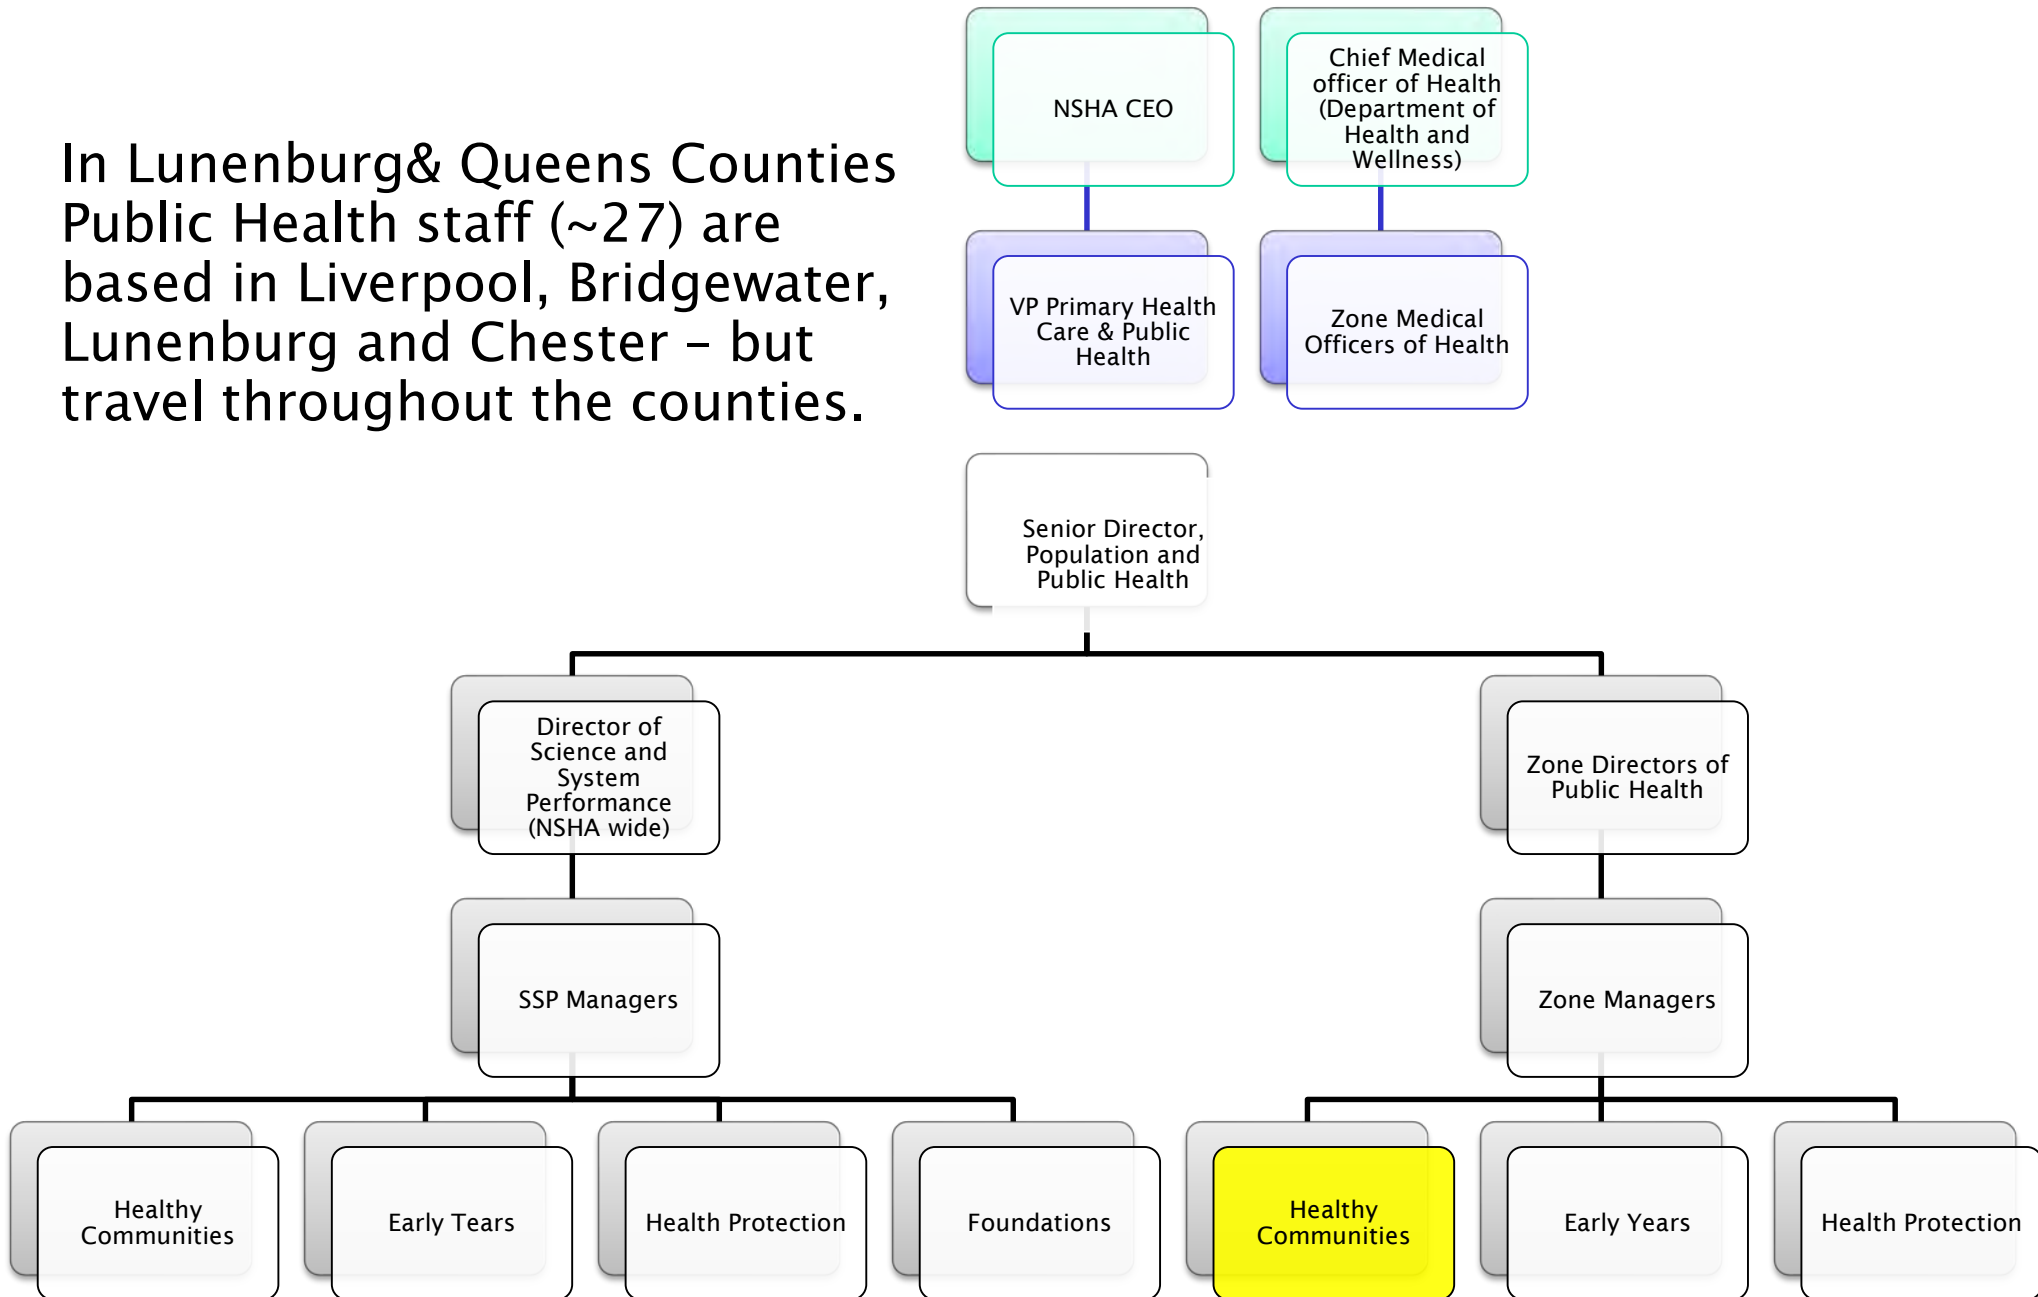 In Lunenburg& Queens Counties
Public Health staff (~27) are
based in Liverpool, Bridgewater,
Lunenburg and Chester – but
travel throughout the counties.
NSHA CEO
Chief Medical
officer of Health
(Department of
Health and
Wellness)
VP Primary Health
Care & Public
Health
Zone Medical
Officers of Health
Senior Director,
Population and
Public Health
Director of
Science and
System
Performance
(NSHA wide)
Zone Directors of
Public Health
SSP Managers
Zone Managers
Healthy
Communities
Early Tears
Health Protection
Foundations
Healthy
Communities
Early Years
Health Protection